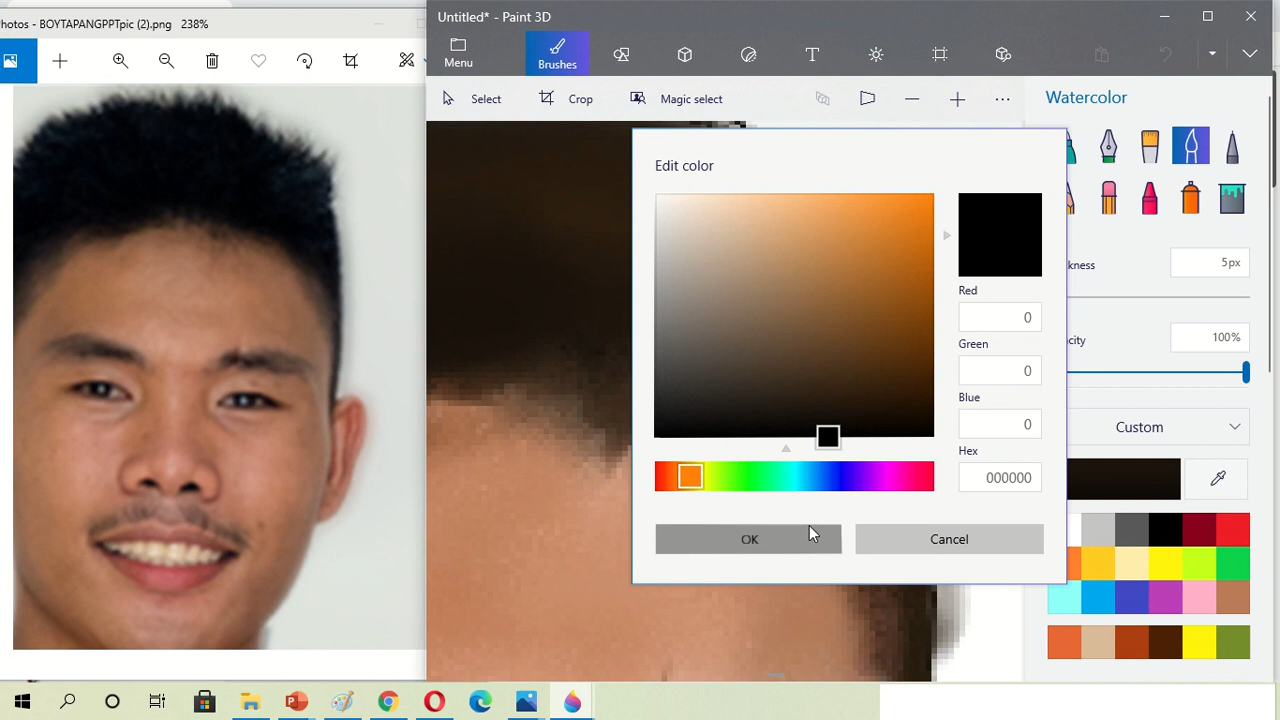 hotos - BOYTAPANGPPTpic (2).png   238%
Untitled* - Paint 3D
Menu
Brushes
Select
Crop
Magic select
Watercolor
Edit color
Red
0
Green
0
Blue
0
Hex
000000
OK
Cancel
kness
5px
acity
100%
Custom